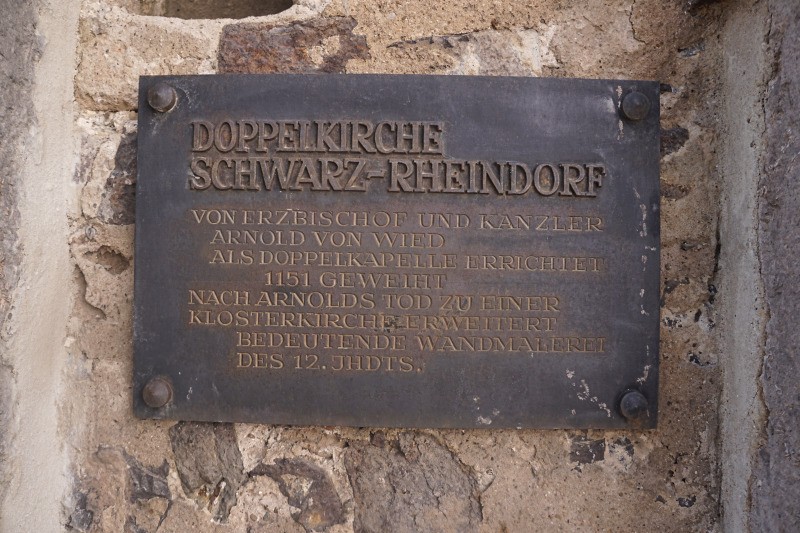 DOPPELKIRCHE
SCHWARZ-RHEINDORF
VON ERZBISCHOF UND KANZLER
ARNOLD VON WIED
ALS DOPPELKAPELLE ERRICHTET
1151 GEWEIHT
NACH ARNOLDS TOD ZU EINER
KLOSTERKIRCHE ERWEITERT
BEDEUTENDE WANDMALEREI
DES 12. JHDTS.